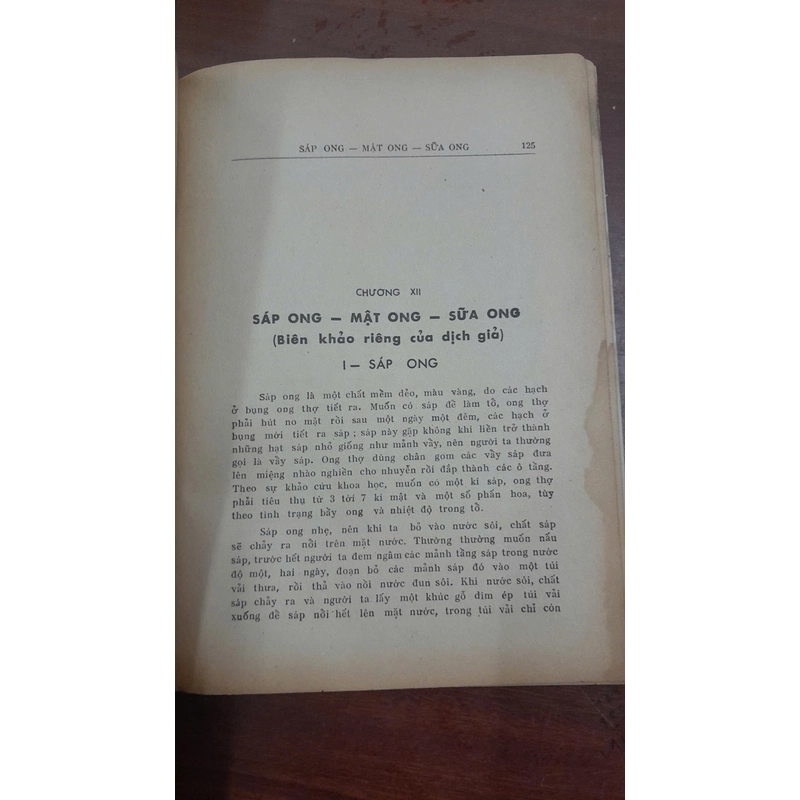 SÁP ONG — MẬT ONG — SỮA ONG 125
CHƯƠNG XII
SÁP ONG — MẬT ONG — SỮA ONG
(Biên khảo riêng của dịch giả)
I — SÁP ONG
Sáp ong là một chất mềm dẻo, màu vàng, do các hạch
ở bụng ong thợ tiết ra. Muốn có sáp để làm tổ, ong thợ
phải hút no mật rồi sau một ngày một đêm, các hạch ở
bụng mới tiết ra sáp ; sáp này gặp không khí liền trở thành
những hạt sáp nhỏ giống như mảnh vầy, nên người ta thường
gọi là vầy sáp. Ong thợ dùng chân gom các vầy sáp đưa
lên miệng nhào nghiền cho nhuyễn rồi đắp thành các ô tầng.
Theo sự khảo cứu khoa học, muốn có một kí sáp, ong thợ
phải tiêu thụ từ 3 tới 7 kí mật và một số phấn hoa, tùy
theo tình trạng bầy ong và nhiệt độ trong tổ.
Sáp ong nhẹ, nên khi ta bỏ vào nước sôi, chất sáp
sẽ chảy ra nổi trên mặt nước. Thường thường muốn nấu
sáp, trước hết người ta đem ngâm các mảnh tầng sáp trong nước
độ một, hai ngày, đoạn bỏ các mảnh sáp đó vào một túi
vải thưa, rồi thả vào nồi nước đun sôi. Khi nước sôi, chất
sáp chảy ra và người ta lấy một khúc gỗ dìm ép túi vải
xuống để sáp nổi hết lên mặt nước, trong túi vải chỉ còn